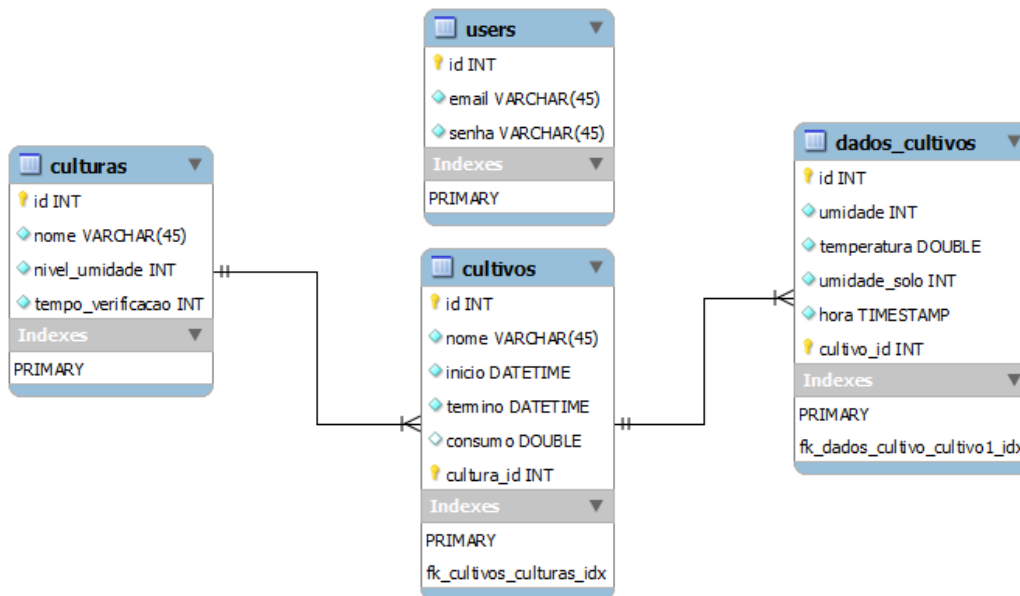 users
id INT
email VARCHAR(45)
senha VARCHAR(45)
Indexes
PRIMARY
culturas
id INT
nome VARCHAR(45)
nivel_umidade INT
tempo_verificacao INT
Indexes
PRIMARY
cultivos
id INT
nome VARCHAR(45)
inicio DATETIME
termino DATETIME
consumo DOUBLE
cultura_id INT
Indexes
PRIMARY
fk_cultivos_culturas_idx
dados_cultivos
id INT
umidade INT
temperatura DOUBLE
umidade_solo INT
hora TIMESTAMP
cultivo_id INT
Indexes
PRIMARY
fk_dados_cultivo_cultivo1_idx